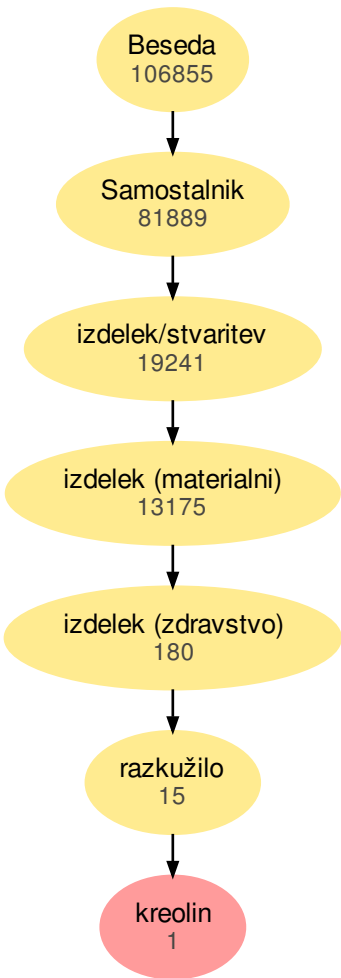 Beseda
106855
Samostalnik
81889
izdelek/stvaritev
19241
izdelek (materialni)
13175
izdelek (zdravstvo)
180
razkužilo
15
kreolin
1